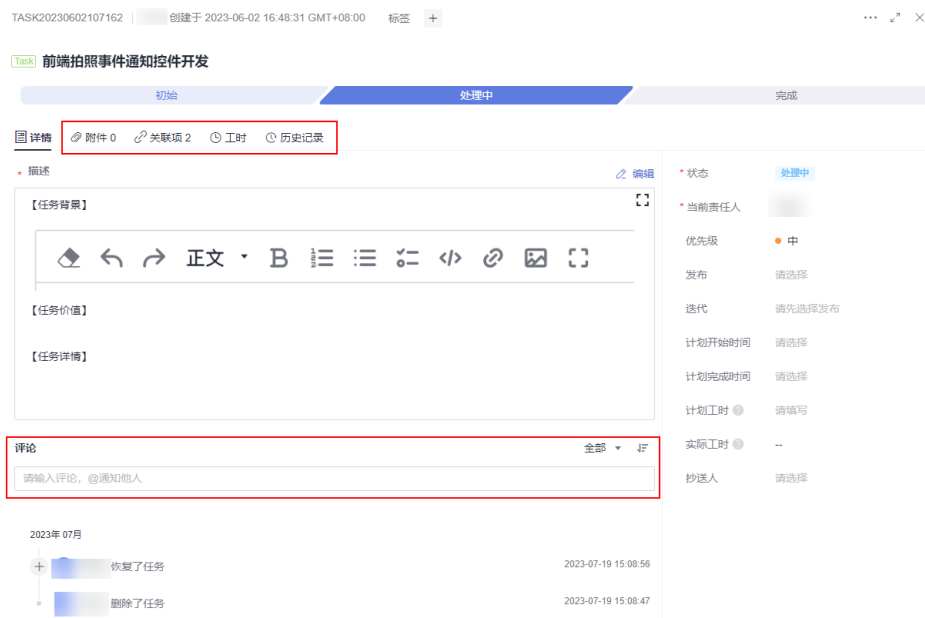 TASK20230602107162 | 创建于 2023-06-02 16:48:31 GMT+08:00 标签 +
Task 前端拍照事件通知控件开发
初始 处理中 完成
详情 附件 0 关联项 2 工时 历史记录
* 描述 编辑
【任务背景】
正文 B
【任务价值】
【任务详情】
评论 全部
请输入评论，@通知他人
2023年 07月
恢复了任务 2023-07-19 15:08:56
删除了任务 2023-07-19 15:08:47
* 状态 处理中
* 当前责任人
优先级 中
发布 请选择
迭代 请先选择发布
计划开始时间 请选择
计划完成时间 请选择
计划工时 请填写
实际工时 --
抄送人 请选择